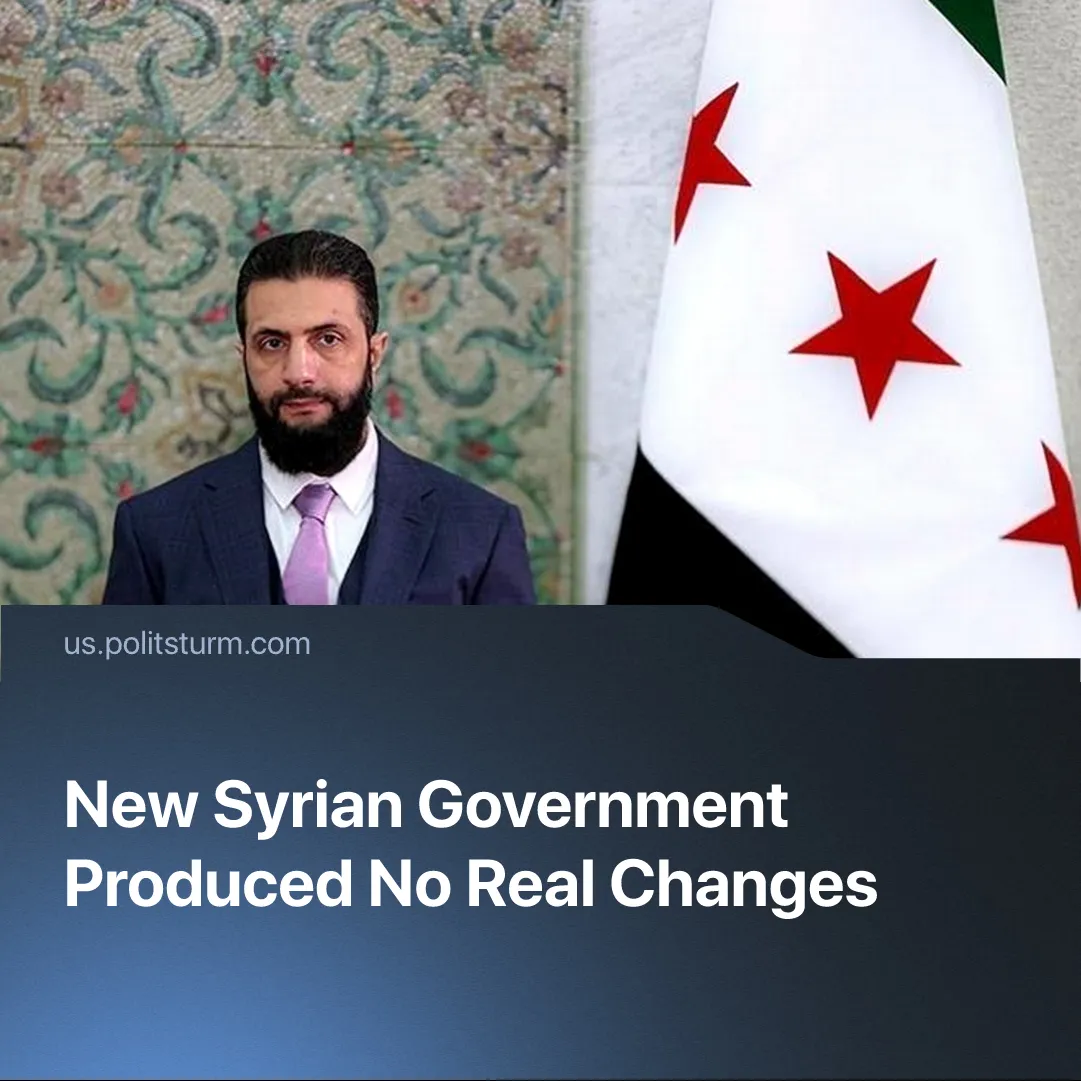 us.politsturm.com
New Syrian Government
Produced No Real Changes